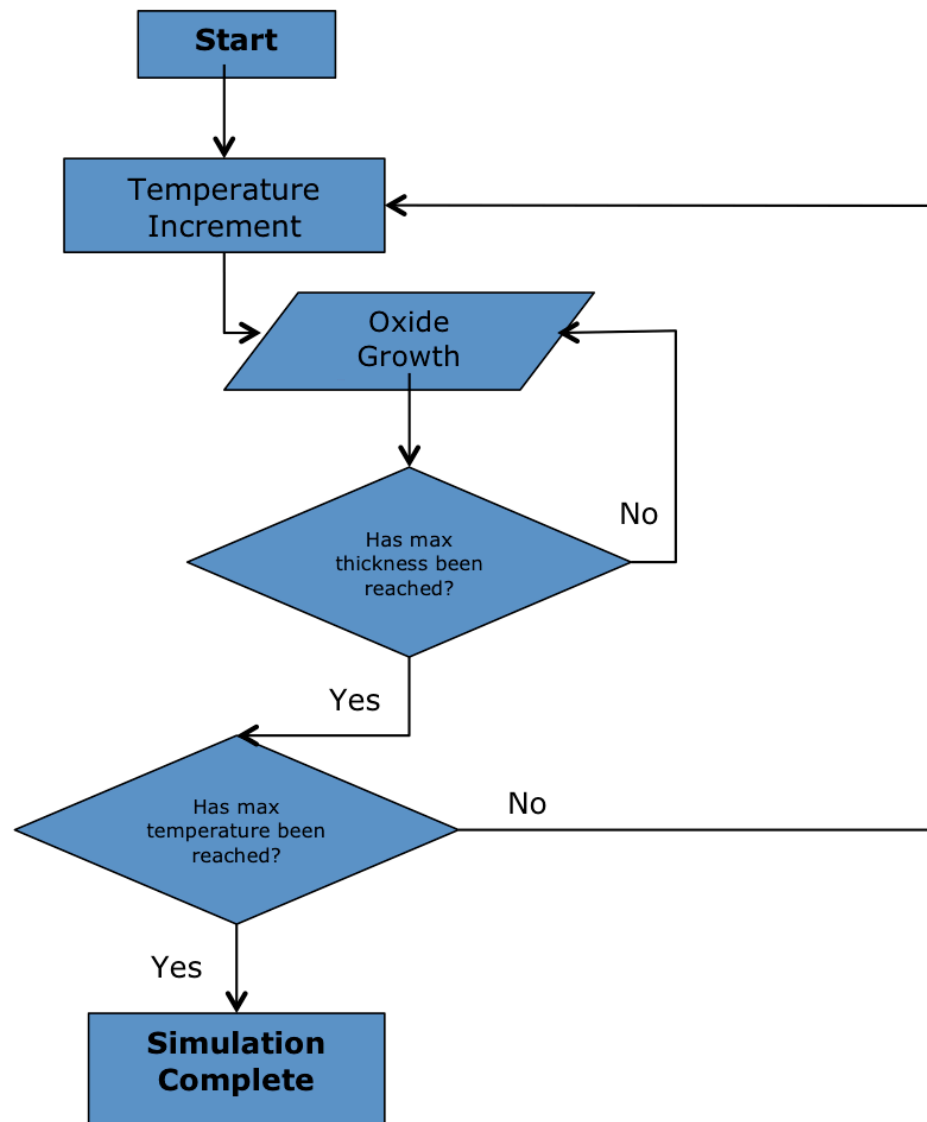 Start
Temperature
Increment
Oxide
Growth
Has max
thickness been
reached?
No
Yes
Has max
temperature been
reached?
No
Yes
Simulation
Complete